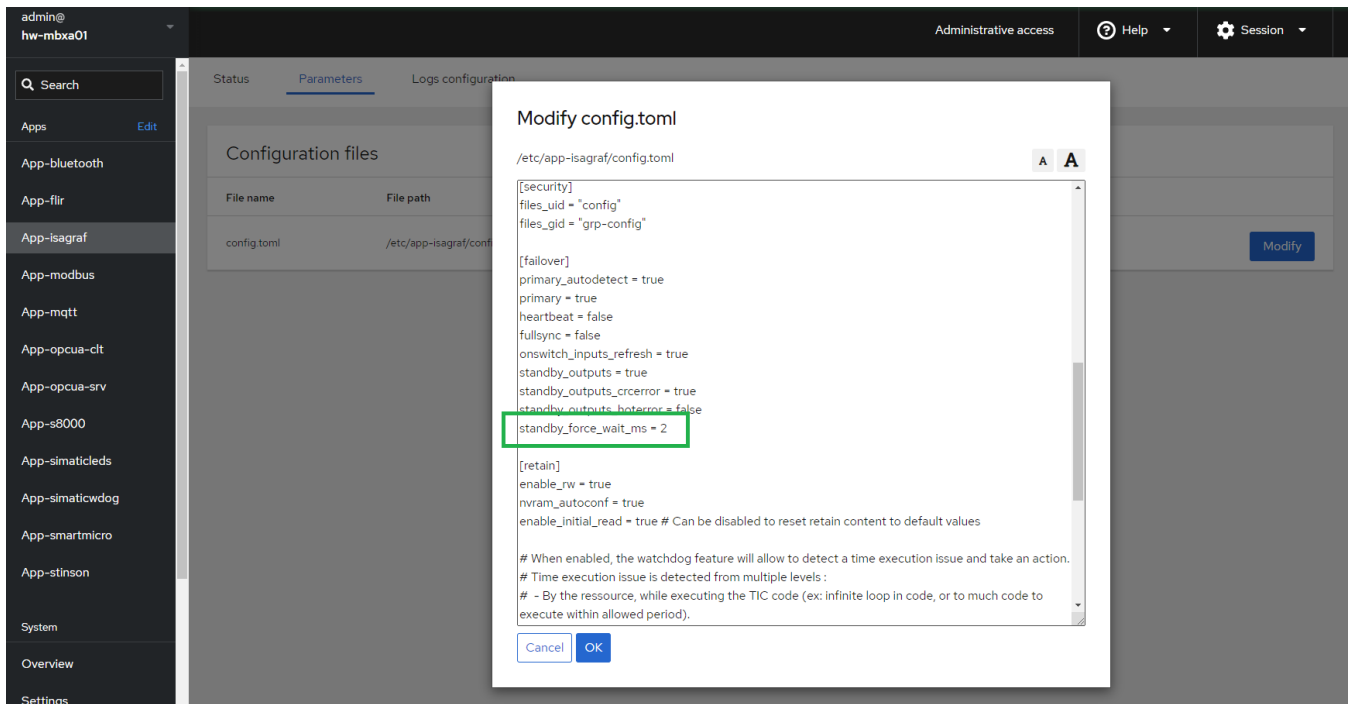 admin@
hw-mbxa01
Administrative access
Help
Session
Search
Apps Edit
App-bluetooth
App-flir
App-isagraf
App-modbus
App-mqtt
App-opcua-clt
App-opcua-srv
App-s8000
App-simaticleds
App-simaticwdog
App-smartmicro
App-stinson
System
Overview
Settings
Status Parameters Logs configuration
Configuration files
File name File path
config.toml /etc/app-isagraf/confi
Modify
Modify config.toml
/etc/app-isagraf/config.toml
A A
[security]
files_uid = "config"
files_gid = "grp-config"
[failover]
primary_autodetect = true
primary = true
heartbeat = false
fullsync = false
onswitch_inputs_refresh = true
standby_outputs = true
standby_outputs_crcerror = true
standby_outputs_hoterror = false
standby_force_wait_ms = 2
[retain]
enable_rw = true
nvram_autoconf = true
enable_initial_read = true # Can be disabled to reset retain content to default values
# When enabled, the watchdog feature will allow to detect a time execution issue and take an action.
# Time execution issue is detected from multiple levels :
# - By the ressource, while executing the TIC code (ex: infinite loop in code, or to much code to
execute within allowed period).
Cancel OK